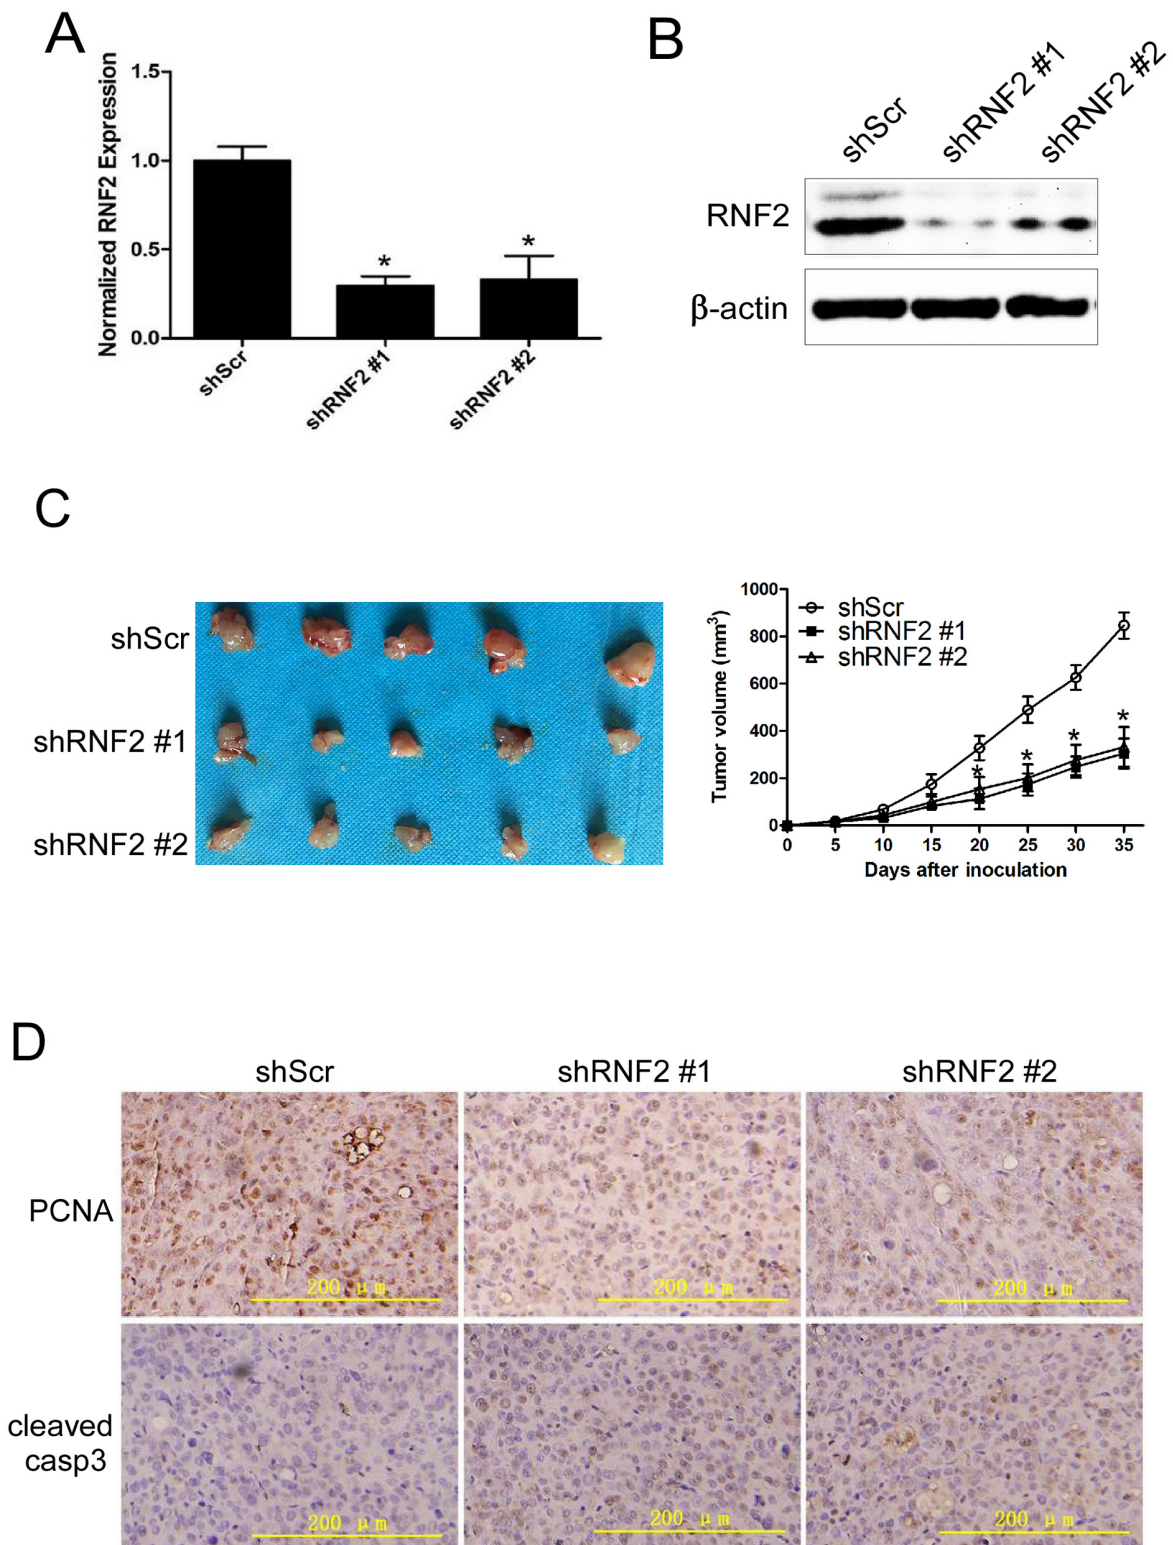 A
Normalized RNF2 Expression
1.5
1.0
0.5
0.0
*
*
shScr
shRNF2 #1
shRNF2 #2
B
shScr
shRNF2 #1
shRNF2 #2
RNF2
β-actin
C
shScr
shRNF2 #1
shRNF2 #2
Tumor volume (mm³)
1000
800
600
400
200
0
shScr
shRNF2 #1
shRNF2 #2
*
*
*
*
0 5 10 15 20 25 30 35
Days after inoculation
D
shScr shRNF2 #1 shRNF2 #2
PCNA
200 μm 200 μm 200 μm
cleaved
casp3
200 μm 200 μm 200 μm